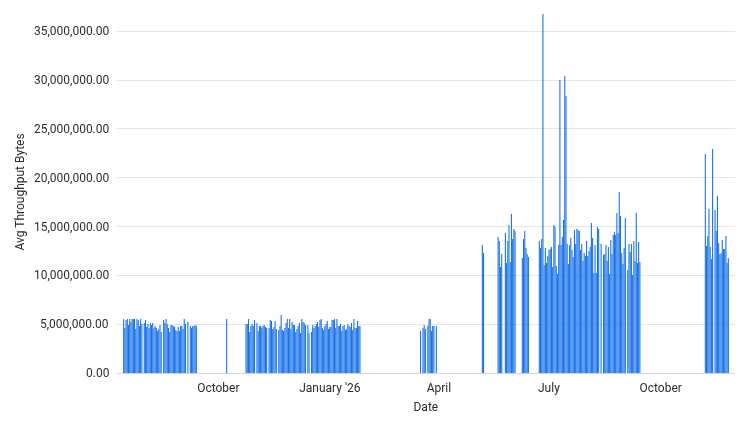 35,000,000.00
30,000,000.00
25,000,000.00
20,000,000.00
15,000,000.00
10,000,000.00
5,000,000.00
0.00
Avg Throughput Bytes
October
January '26
April
July
October
Date